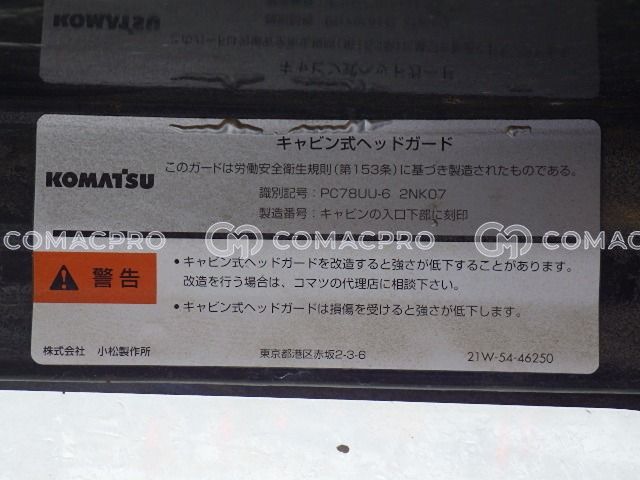 キャビン式ヘッドガード
このガードは労働安全衛生規則(第153条)に基づき製造されたものである。
KOMATSU
識別記号: PC78UU-6 2NK07
製造番号: キャビンの入口下部に刻印
COMACPRO COMACPRO COMACPRO
警告
・キャビン式ヘッドガードを改造すると強さが低下することがあります。
改造を行う場合は、コマツの代理店に相談下さい。
・キャビン式ヘッドガードは損傷を受けると強さが低下します。
株式会社 小松製作所 東京都港区赤坂2-3-6 21W-54-46250